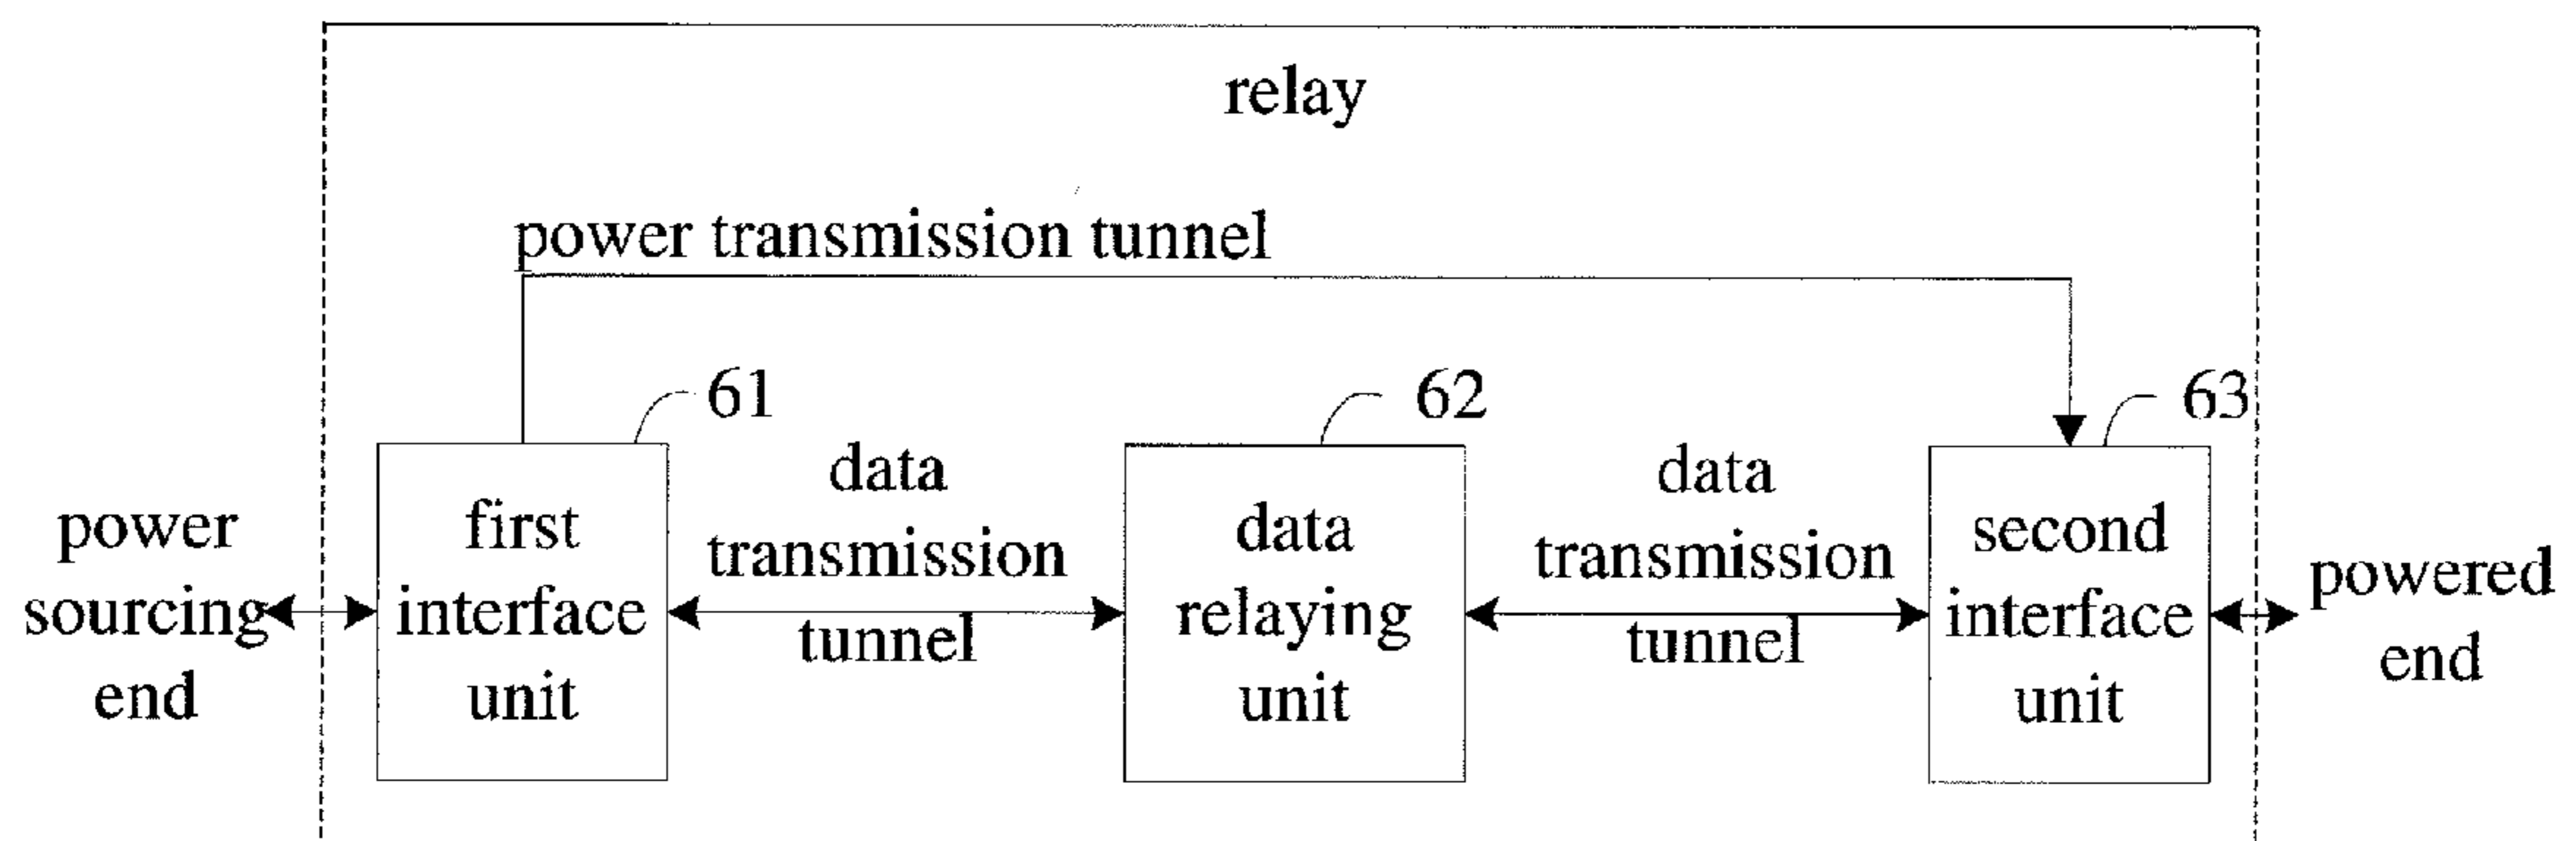 relay
power transmission tunnel
61
62
63
power
sourcing
end
first
interface
unit
data
transmission
tunnel
data
relaying
unit
data
transmission
tunnel
second
interface
unit
powered
end